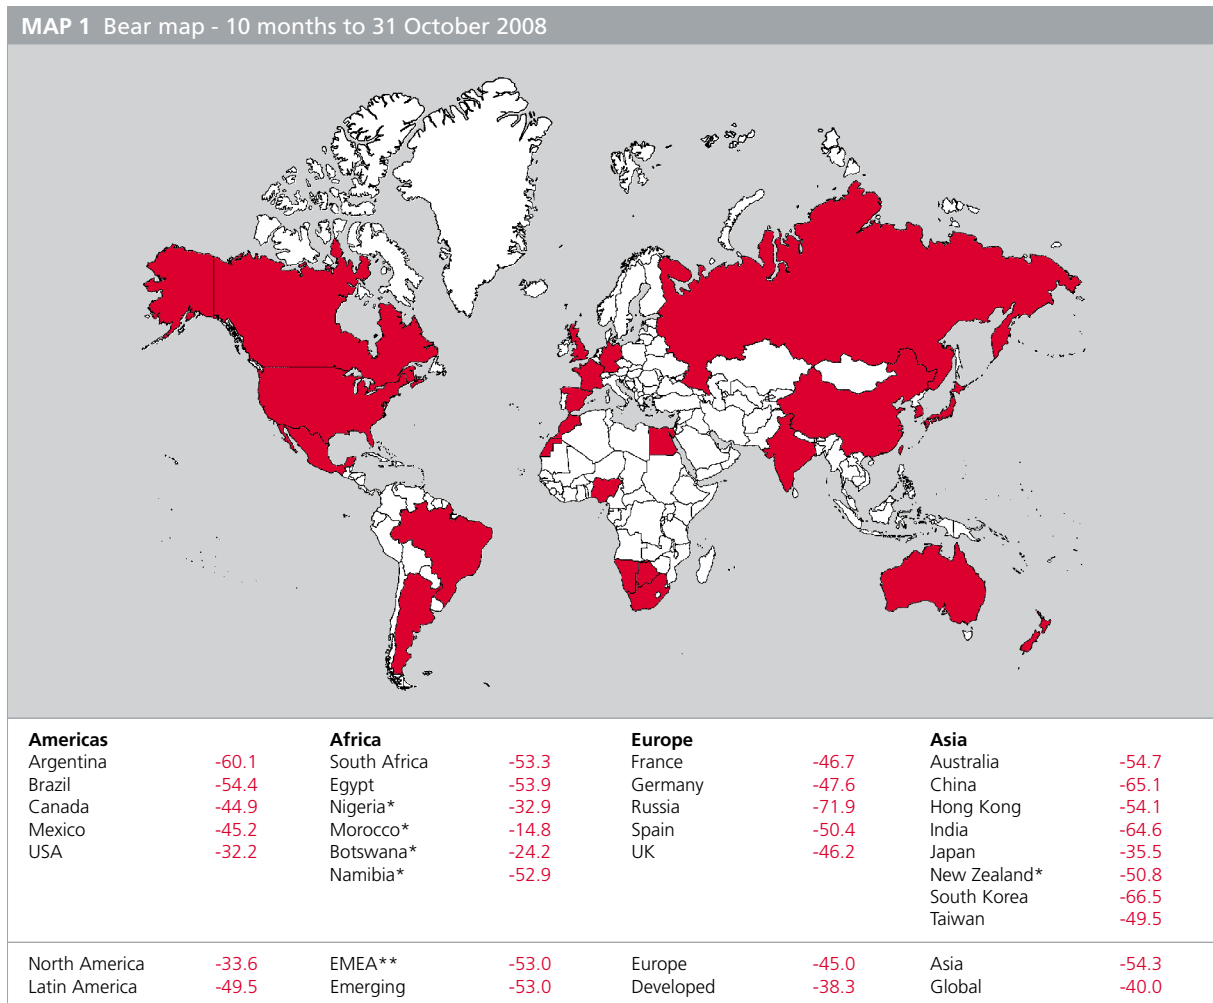 MAP 1 Bear map - 10 months to 31 October 2008
Americas
Argentina -60.1
Brazil -54.4
Canada -44.9
Mexico -45.2
USA -32.2
Africa
South Africa -53.3
Egypt -53.9
Nigeria* -32.9
Morocco* -14.8
Botswana* -24.2
Namibia* -52.9
Europe
France -46.7
Germany -47.6
Russia -71.9
Spain -50.4
UK -46.2
Asia
Australia -54.7
China -65.1
Hong Kong -54.1
India -64.6
Japan -35.5
New Zealand* -50.8
South Korea -66.5
Taiwan -49.5
North America -33.6
Latin America -49.5
EMEA** -53.0
Emerging -53.0
Europe -45.0
Developed -38.3
Asia -54.3
Global -40.0